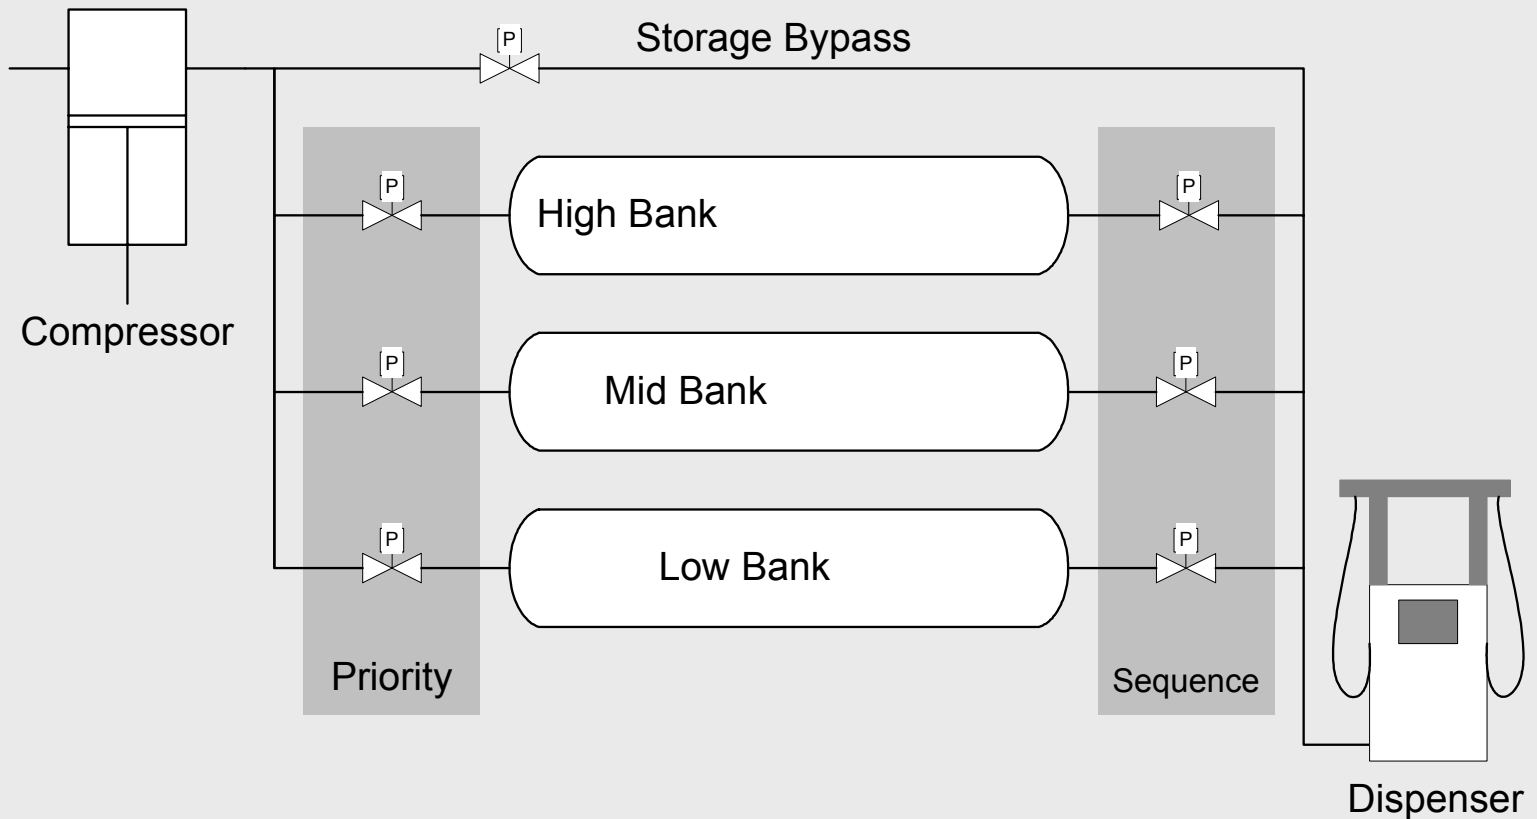 P
Storage Bypass
P
P
High Bank
Compressor
P
P
Mid Bank
P
P
Low Bank
Priority
Sequence
Dispenser